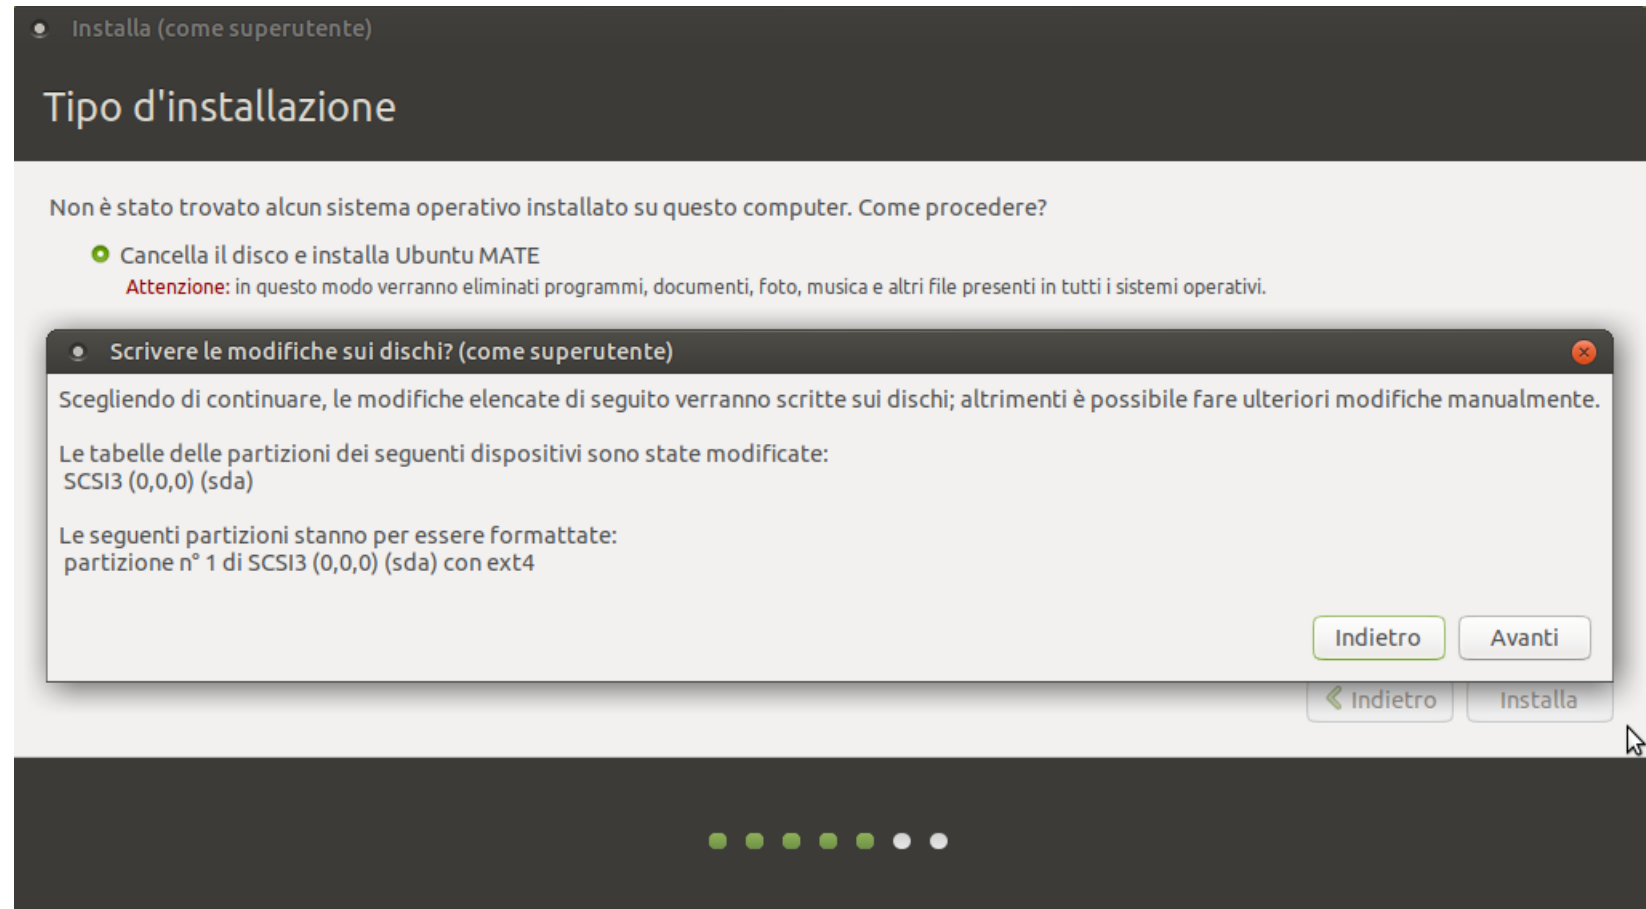 Installa (come superutente)
Tipo d'installazione
Non è stato trovato alcun sistema operativo installato su questo computer. Come procedere?
Cancella il disco e installa Ubuntu MATE
Attenzione: in questo modo verranno eliminati programmi, documenti, foto, musica e altri file presenti in tutti i sistemi operativi.
Scrivere le modifiche sui dischi? (come superutente)
Scegliendo di continuare, le modifiche elencate di seguito verranno scritte sui dischi; altrimenti è possibile fare ulteriori modifiche manualmente.
Le tabelle delle partizioni dei seguenti dispositivi sono state modificate:
SCSI3 (0,0,0) (sda)
Le seguenti partizioni stanno per essere formattate:
partizione n° 1 di SCSI3 (0,0,0) (sda) con ext4
Indietro Avanti
Indietro Installa